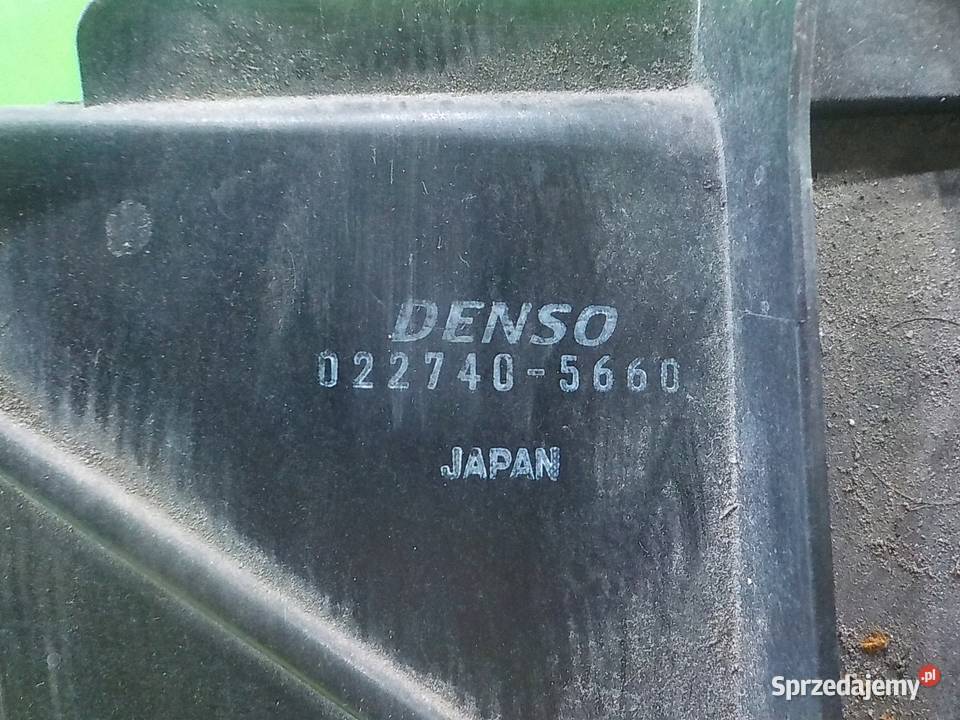 DENSO
022740-5660
JAPAN
Sprzedajemy.pl